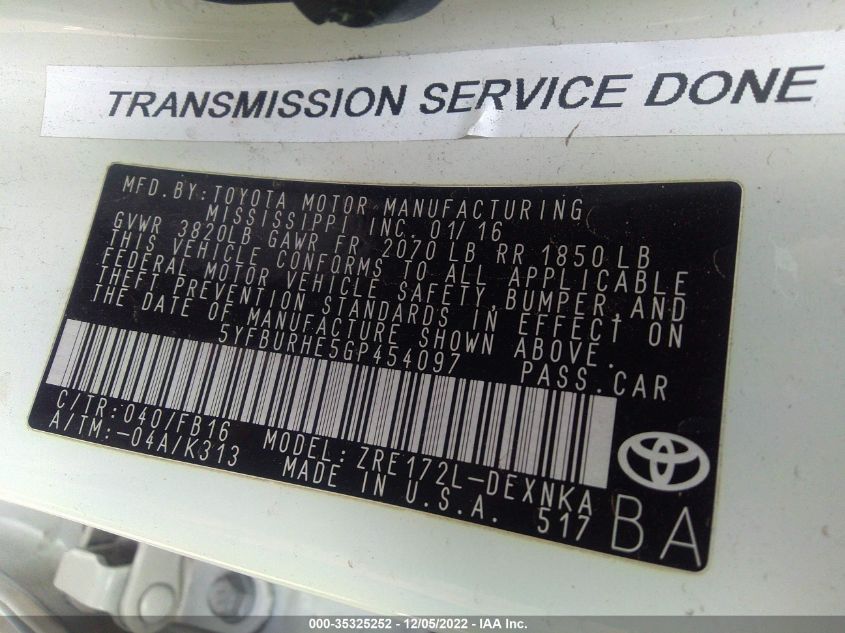 TRANSMISSION SERVICE DONE
MFD.BY:TOYOTA MOTOR MANUFACTURING
MISSISSIPPI INC 01/16
GVWR 3820LB GAWR FR 2070 LB RR 1850 LB
THIS VEHICLE CONFORMS TO ALL APPLICABLE
FEDERAL MOTOR VEHICLE SAFETY, BUMPER, AND
THEFT PREVENTION STANDARDS IN EFFECT ON
THE DATE OF MANUFACTURE SHOWN ABOVE.
5YFBURHE5GP454097 PASS.CAR
C/TR:040/FB16 MODEL:ZRE172L-DEXNKA
A/TM:-04A/K313 MADE IN U.S.A. 517
BA
000-35325252 - 12/05/2022 - IAA Inc.